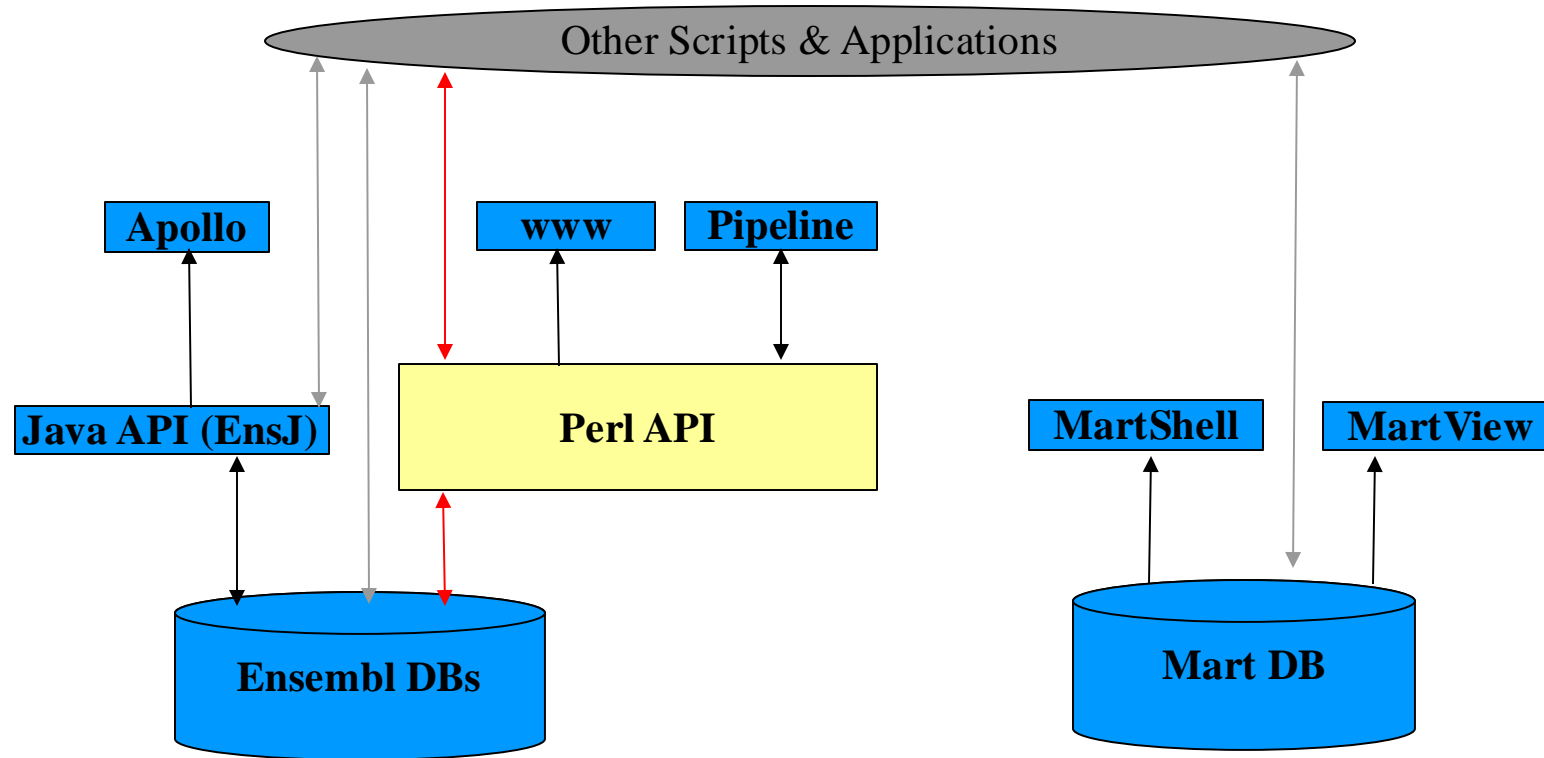 Other Scripts & Applications
Apollo
www
Pipeline
Java API (EnsJ)
Perl API
MartShell
MartView
Ensembl DBs
Mart DB